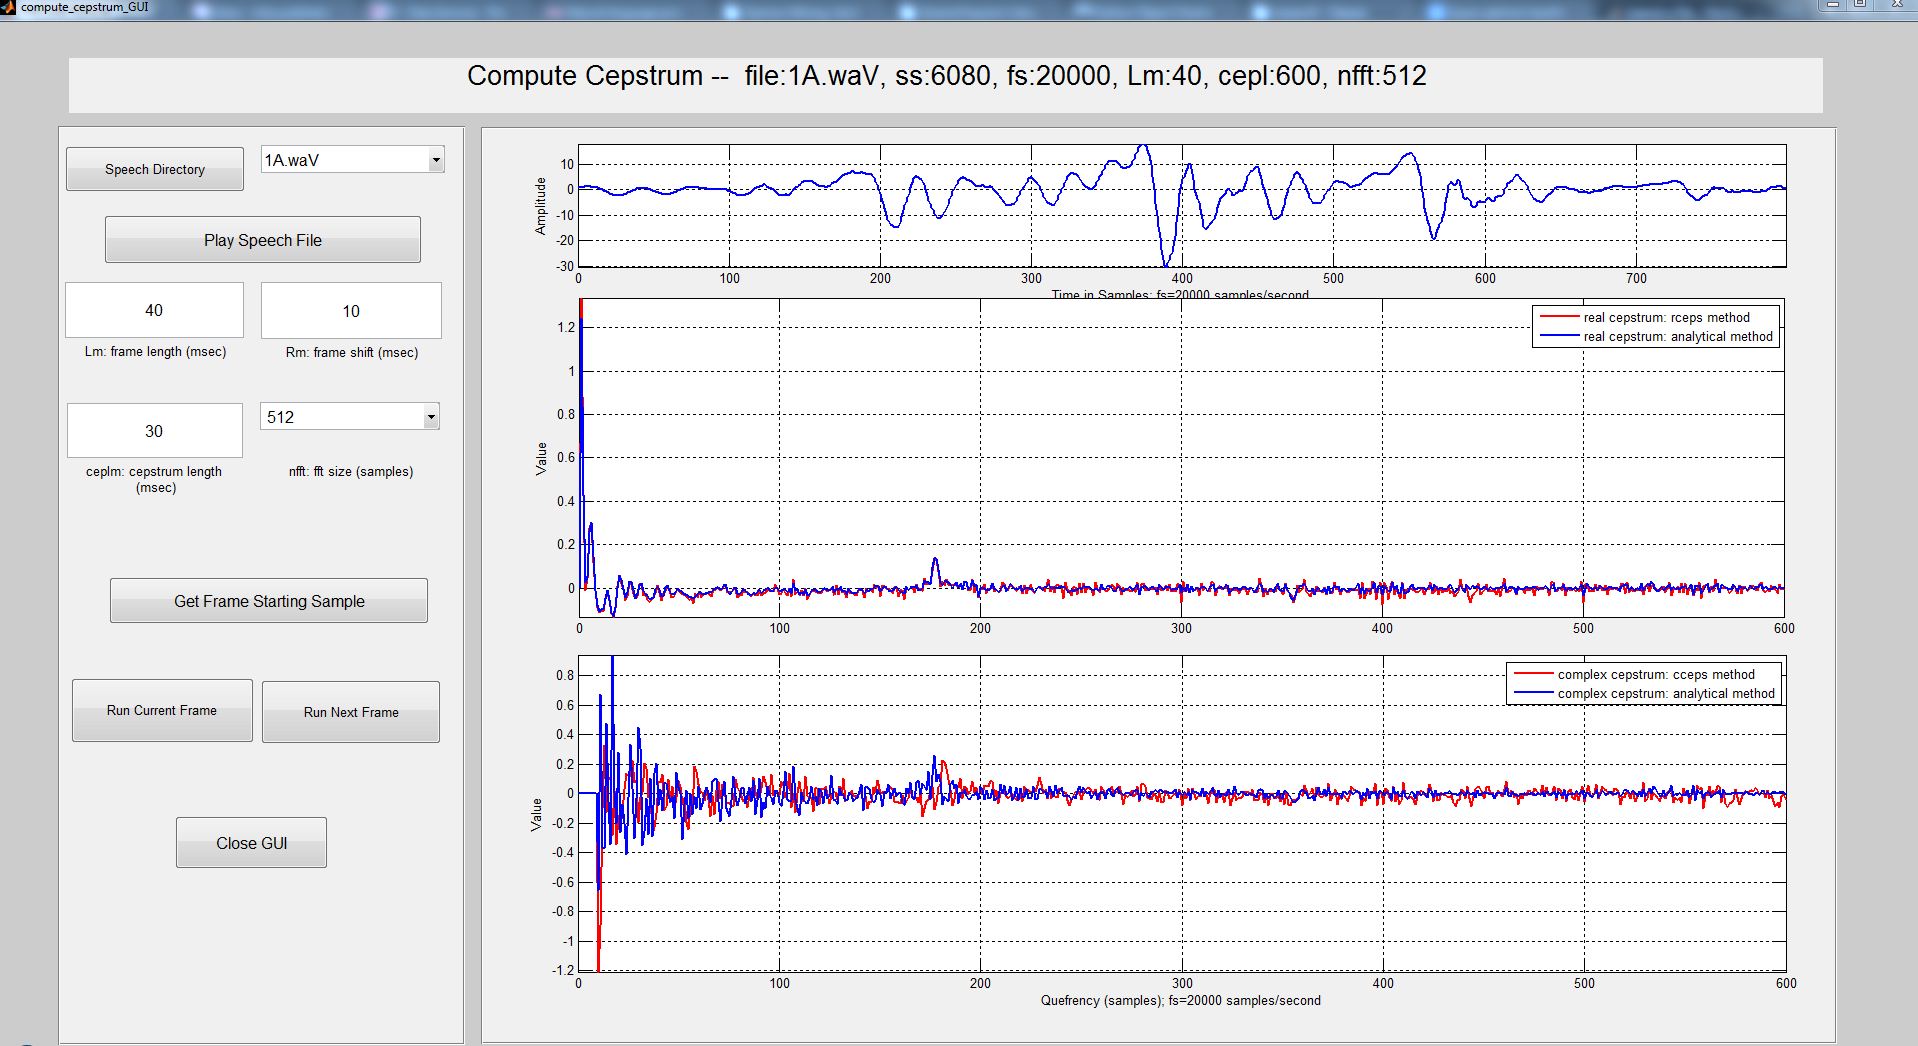 compute_cepstrum_GUI
Compute Cepstrum -- file:1A.waV, ss:6080, fs:20000, Lm:40, cepl:600, nfft:512
Speech Directory
1A.waV
Play Speech File
40
10
Lm: frame length (msec)
Rm: frame shift (msec)
30
512
ceplm: cepstrum length
(msec)
nfft: fft size (samples)
Get Frame Starting Sample
Run Current Frame
Run Next Frame
Close GUI
Amplitude
10
0
-10
-20
-30
0 100 200 300 400 500 600 700
Time in Samples; fs=20000 samples/second
real cepstrum: rceps method
real cepstrum: analytical method
Value
1.2
1
0.8
0.6
0.4
0.2
0
0 100 200 300 400 500 600
complex cepstrum: cceps method
complex cepstrum: analytical method
Value
0.8
0.6
0.4
0.2
0
-0.2
-0.4
-0.6
-0.8
-1
-1.2
0 100 200 300 400 500 600
Quefrency (samples); fs=20000 samples/second